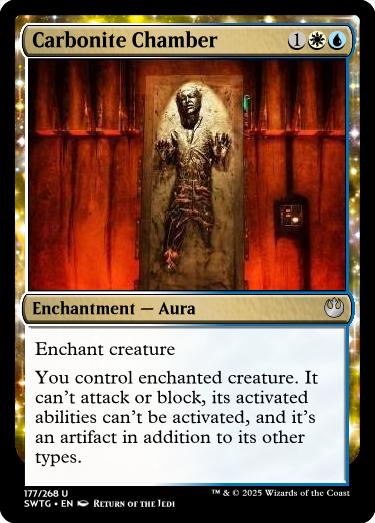 Carbonite Chamber 1
Enchantment — Aura
Enchant creature
You control enchanted creature. It
can't attack or block, its activated
abilities can't be activated, and it's
an artifact in addition to its other
types.
177/268 U
™ & © 2025 Wizards of the Coast
SWTG • EN Return of the Jedi